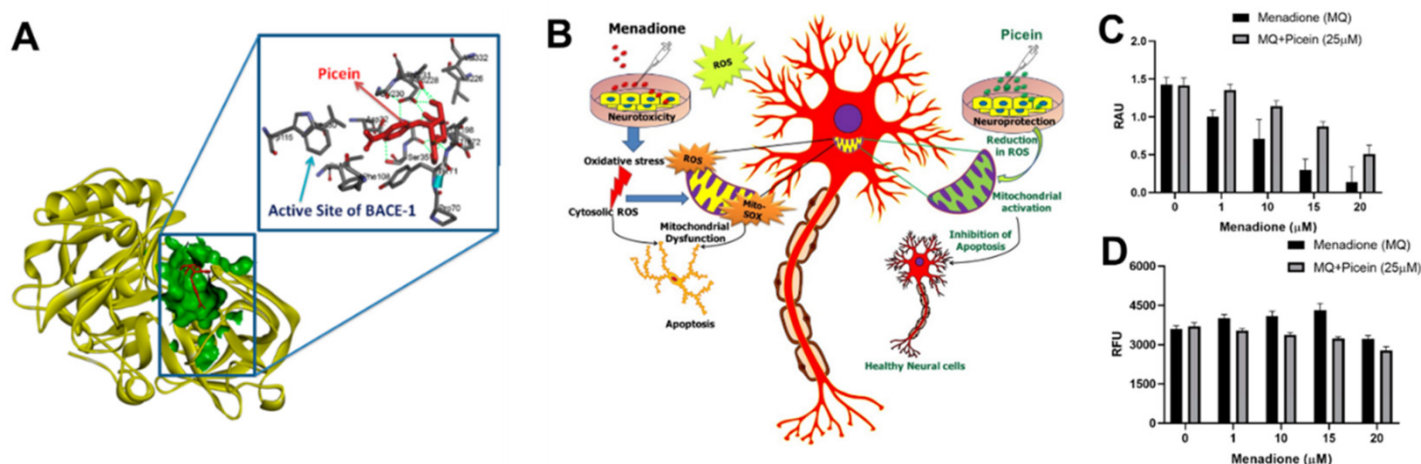 A
Picein
Ser35
Phe108
Pro70
Active Site of BACE-1
B
Menadione
ROS
Neurotoxicity
Oxidative stress
ROS
Cytosolic ROS
Mito-
SOX
Mitochondrial
Dysfunction
Apoptosis
Picein
Neuroprotection
Reduction
in ROS
Mitochondrial
activation
Inhibition of
Apoptosis
Healthy Neural cells
C
Menadione (MQ)
MQ+Picein (25μM)
RAU
2.0
1.5
1.0
0.5
0.0
0 1 10 15 20
Menadione (μM)
D
Menadione (MQ)
MQ+Picein (25μM)
RFU
6000
4500
3000
1500
0
0 1 10 15 20
Menadione (μM)